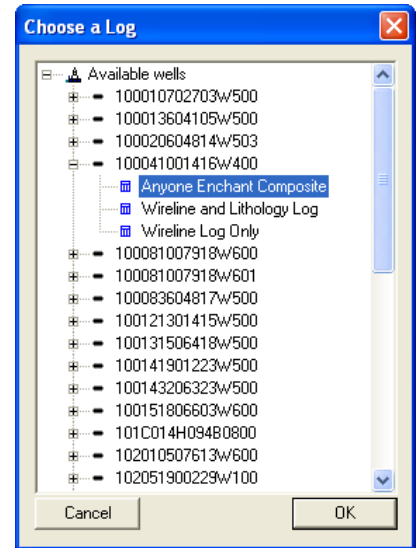 Choose a Log
Available wells
100010702703W500
100013604105W500
100020604814W503
100041001416W400
Anyone Enchant Composite
Wireline and Lithology Log
Wireline Log Only
100081007918W600
100081007918W601
100083604817W500
100121301415W500
100131506418W500
100141901223W500
100143206323W500
100151806603W600
101C014H094B0800
102010507613W600
102051900229W100
Cancel
OK